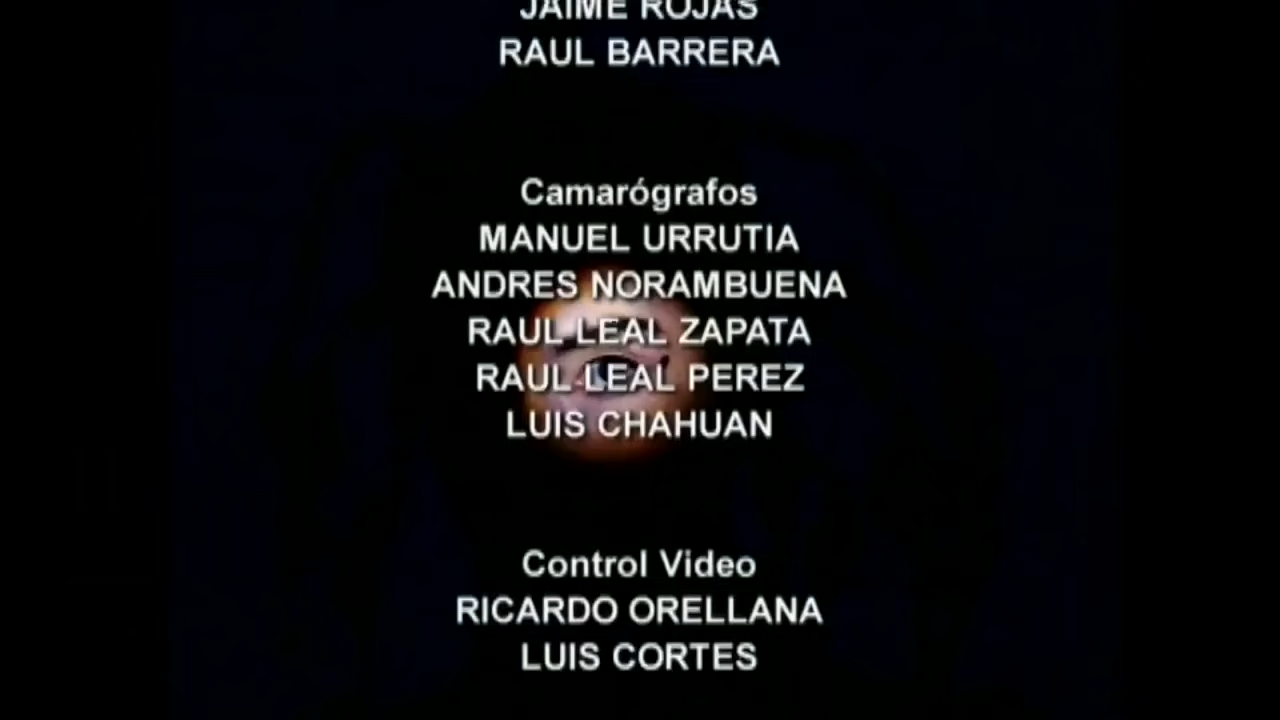 JAIME ROJAS
RAUL BARRERA
Camarógrafos
MANUEL URRUTIA
ANDRES NORAMBUENA
RAUL LEAL ZAPATA
RAUL LEAL PEREZ
LUIS CHAHUAN
Control Video
RICARDO ORELLANA
LUIS CORTES